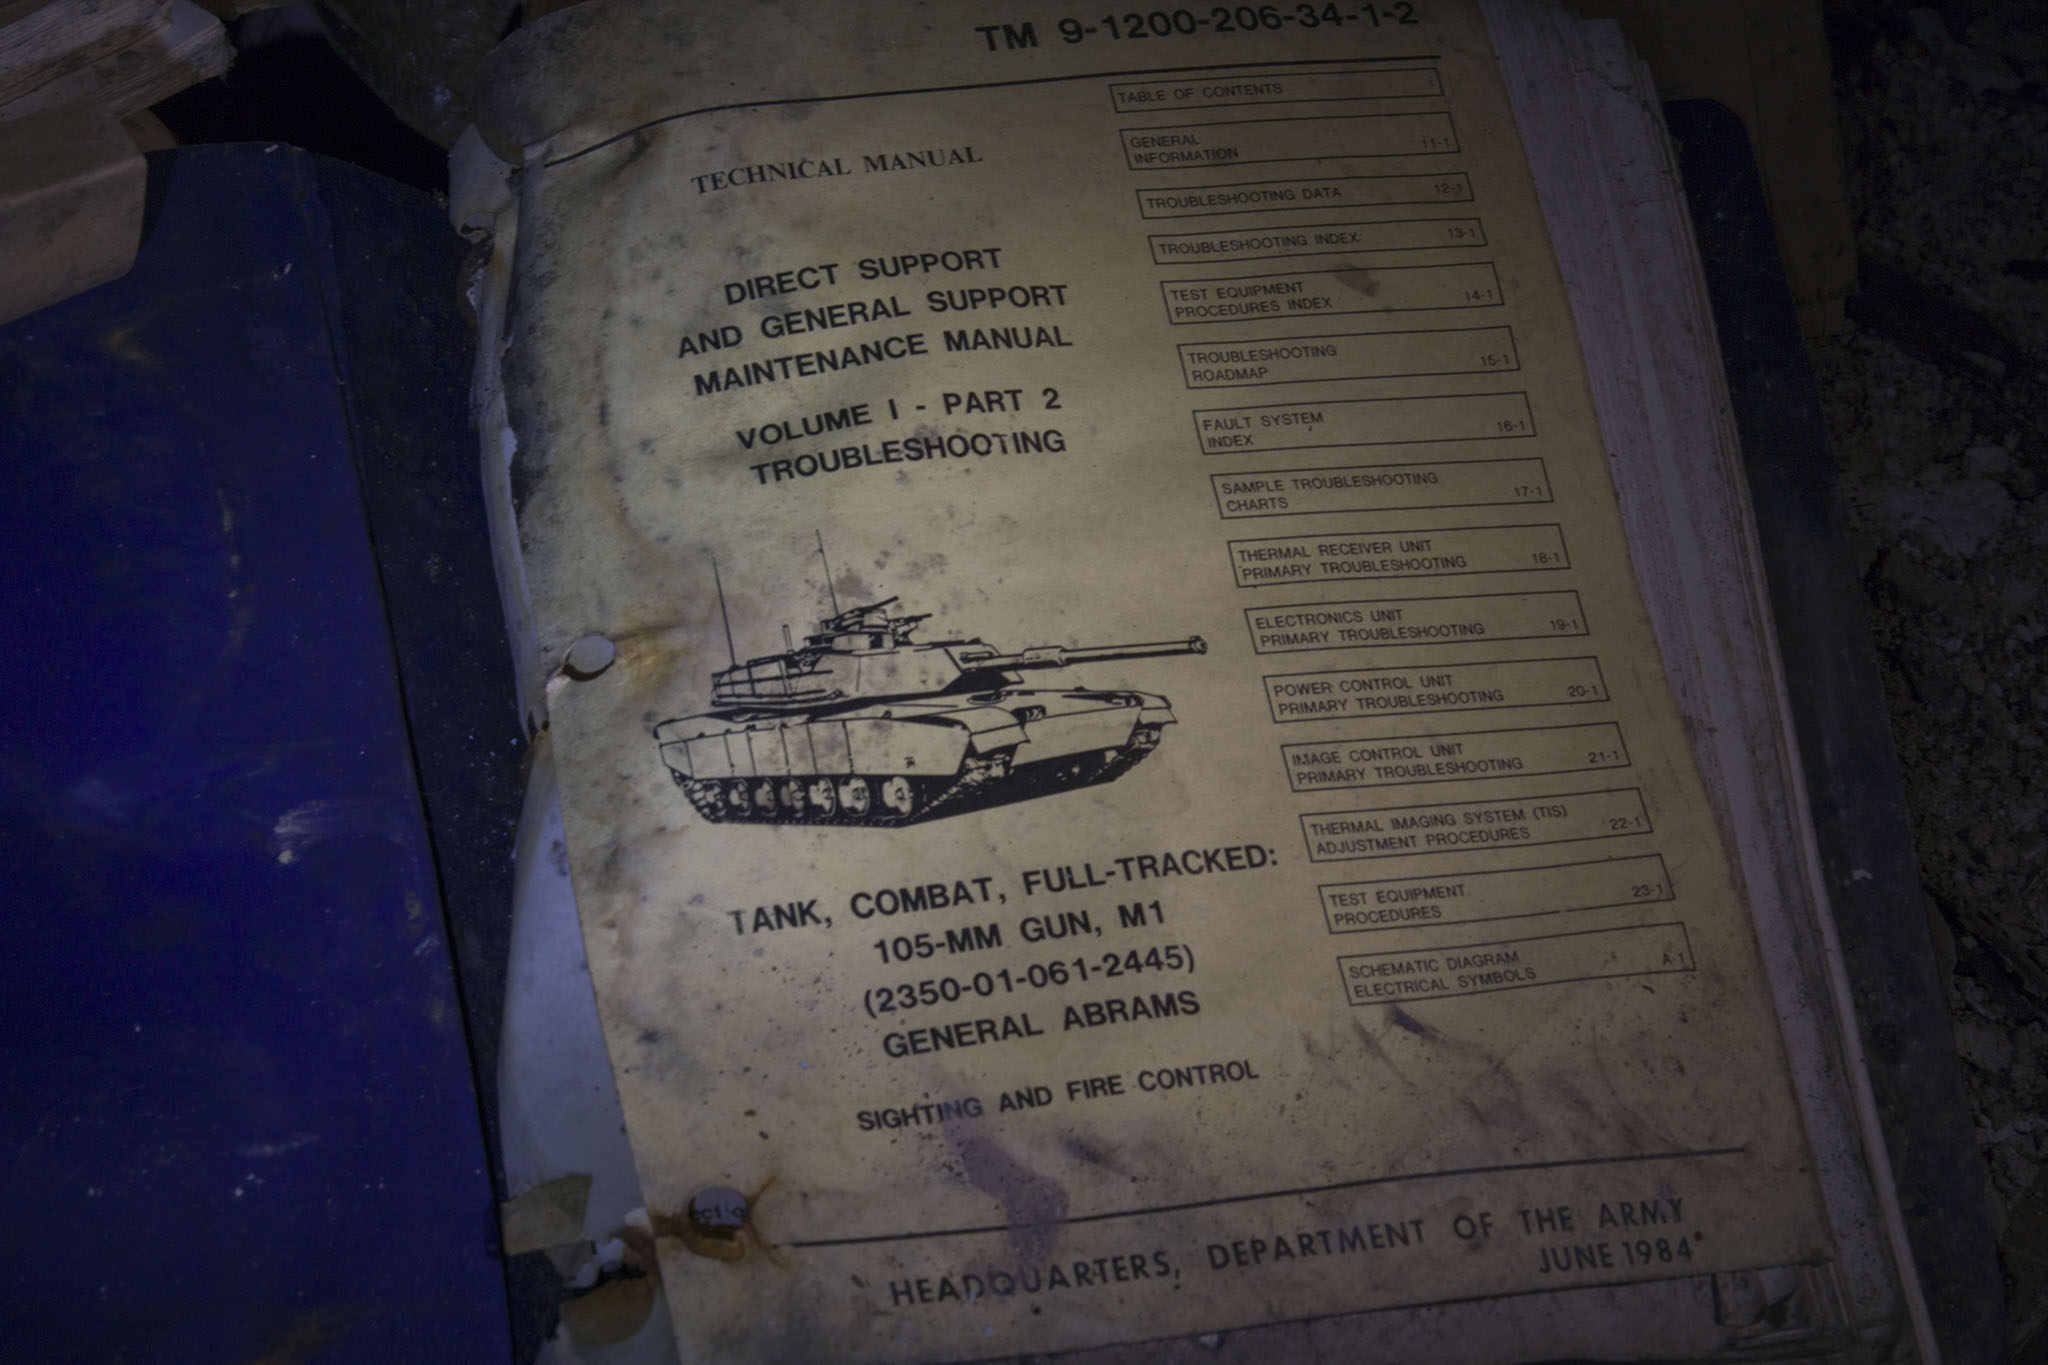 TM 9-1200-206-34-1-2
TECHNICAL MANUAL
DIRECT SUPPORT
AND GENERAL SUPPORT
MAINTENANCE MANUAL
VOLUME I - PART 2
TROUBLESHOOTING
TANK, COMBAT, FULL-TRACKED:
105-MM GUN, M1
(2350-01-061-2445)
GENERAL ABRAMS
SIGHTING AND FIRE CONTROL
TABLE OF CONTENTS i
GENERAL
INFORMATION 11-1
TROUBLESHOOTING DATA 12-1
TROUBLESHOOTING INDEX 13-1
TEST EQUIPMENT
PROCEDURES INDEX 14-1
TROUBLESHOOTING
ROADMAP 15-1
FAULT SYSTEM
INDEX 16-1
SAMPLE TROUBLESHOOTING
CHARTS 17-1
THERMAL RECEIVER UNIT
PRIMARY TROUBLESHOOTING 18-1
ELECTRONICS UNIT
PRIMARY TROUBLESHOOTING 19-1
POWER CONTROL UNIT
PRIMARY TROUBLESHOOTING 20-1
IMAGE CONTROL UNIT
PRIMARY TROUBLESHOOTING 21-1
THERMAL IMAGING SYSTEM (TIS)
ADJUSTMENT PROCEDURES 22-1
TEST EQUIPMENT
PROCEDURES 23-1
SCHEMATIC DIAGRAM
ELECTRICAL SYMBOLS A-1
HEADQUARTERS, DEPARTMENT OF THE ARMY
JUNE 1984